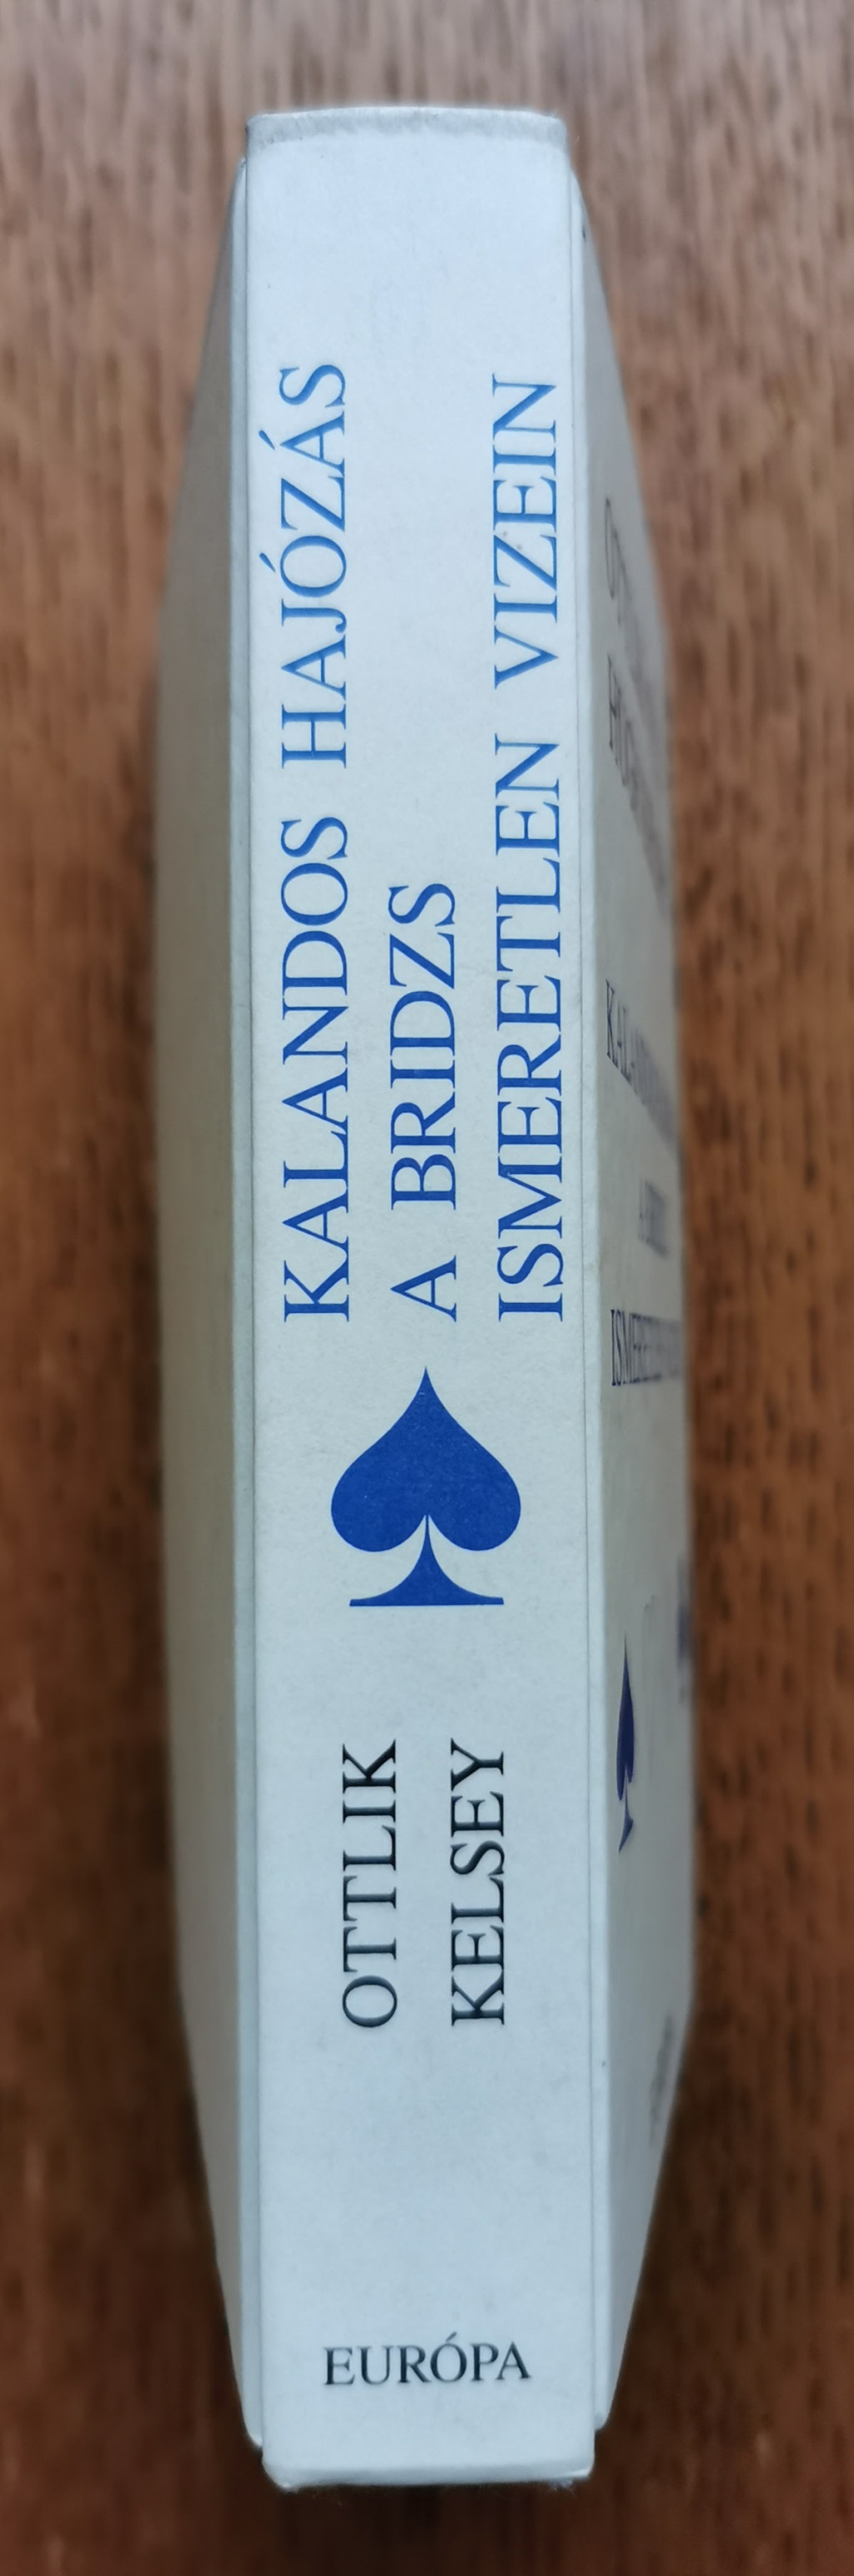 KALANDOS HAJÓZÁS
A BRIDZS
ISMERETLEN VIZEIN
OTTLIK
KELSEY
EURÓPA